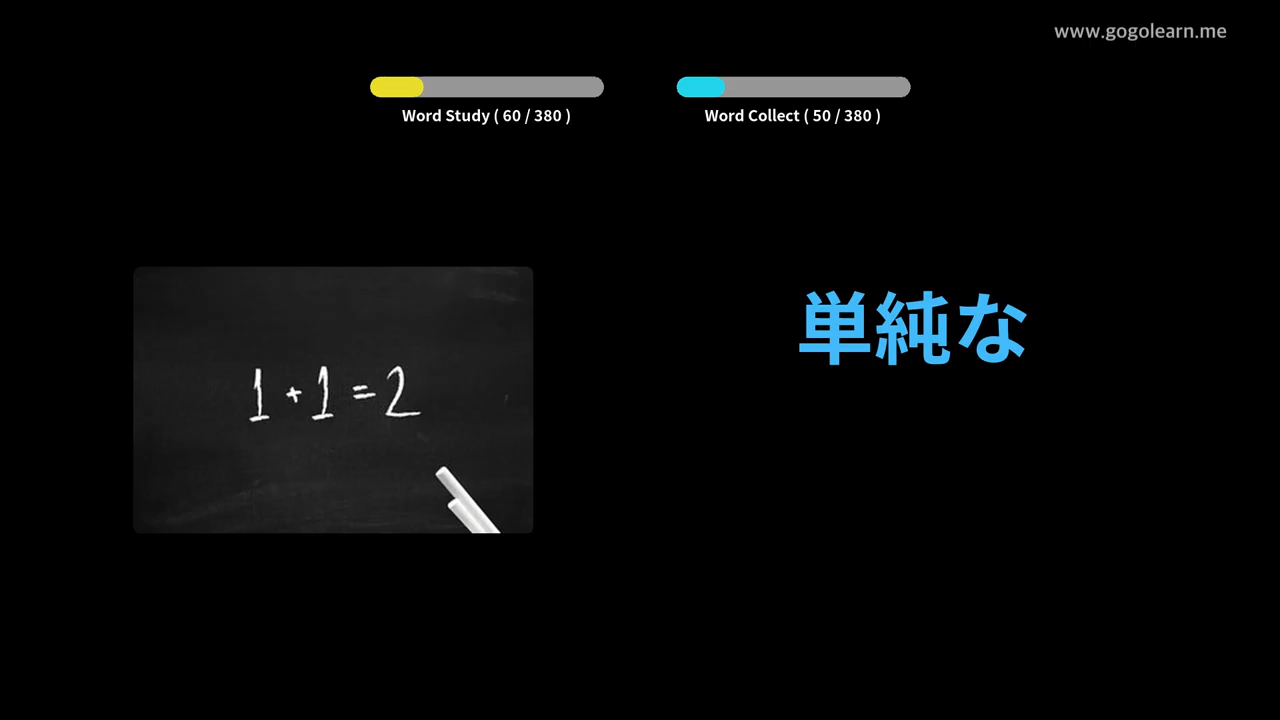 www.gogolearn.me
Word Study ( 60 / 380 )
Word Collect ( 50 / 380 )
1 + 1 = 2
単純な